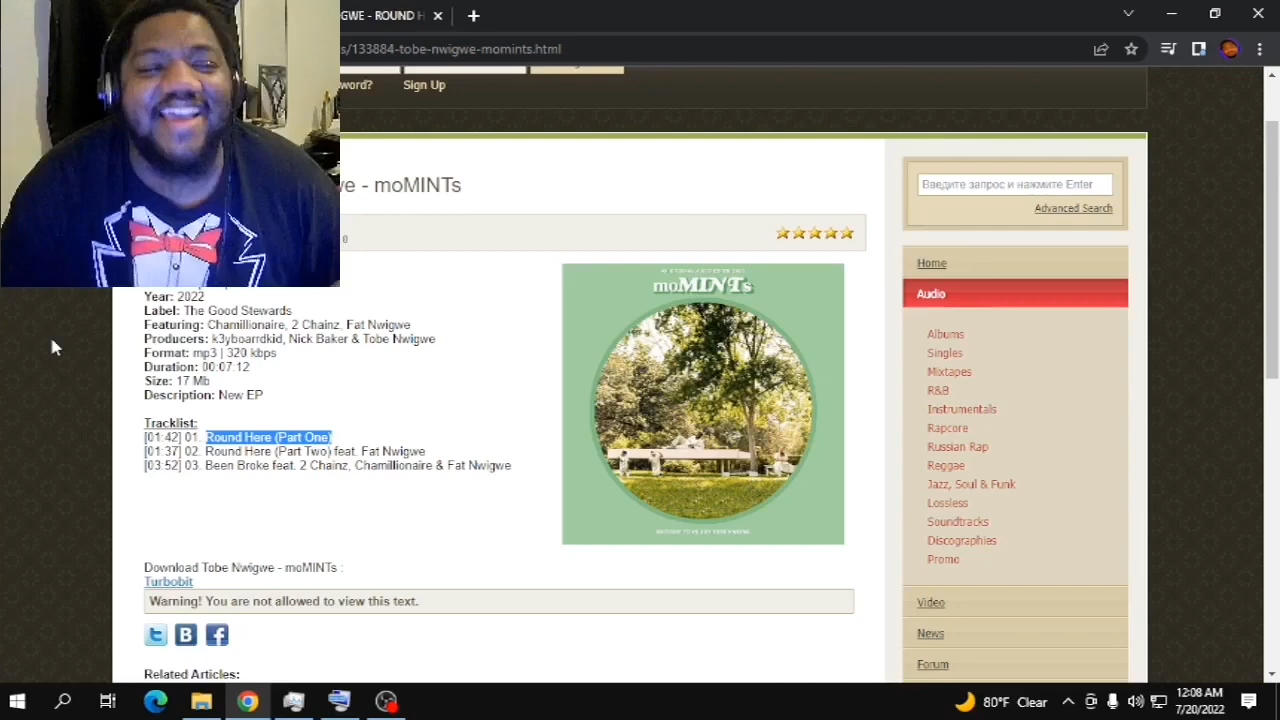 GWE - ROUND H
s/133884-tobe-nwigwe-momints.html
word?
Sign Up
we - moMINTs
0
Year: 2022
Label: The Good Stewards
Featuring: Chamillionaire, 2 Chainz, Fat Nwigwe
Producers: k3yboarrdkid, Nick Baker & Tobe Nwigwe
Format: mp3 | 320 kbps
Duration: 00:07:12
Size: 17 Mb
Description: New EP
Tracklist:
[01:42] 01. Round Here (Part One)
[01:37] 02. Round Here (Part Two) feat. Fat Nwigwe
[03:52] 03. Been Broke feat. 2 Chainz, Chamillionaire & Fat Nwigwe
moMINTs
Download Tobe Nwigwe - moMINTs :
Turbobit
Warning! You are not allowed to view this text.
Related Articles:
Введите запрос и нажмите Enter
Advanced Search
Home
Audio
Albums
Singles
Mixtapes
R&B
Instrumentals
Rapcore
Russian Rap
Reggae
Jazz, Soul & Funk
Lossless
Soundtracks
Discographies
Promo
Video
News
Forum
80°F Clear
12:08 AM
7/20/2022